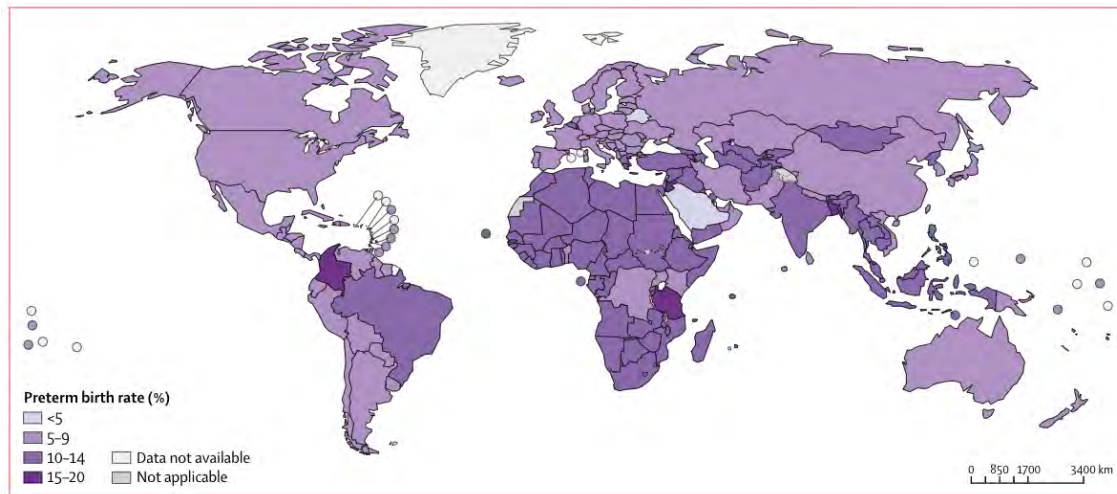 Preterm birth rate (%)
<5
5–9
10–14
15–20
Data not available
Not applicable
0 850 1700 3400 km